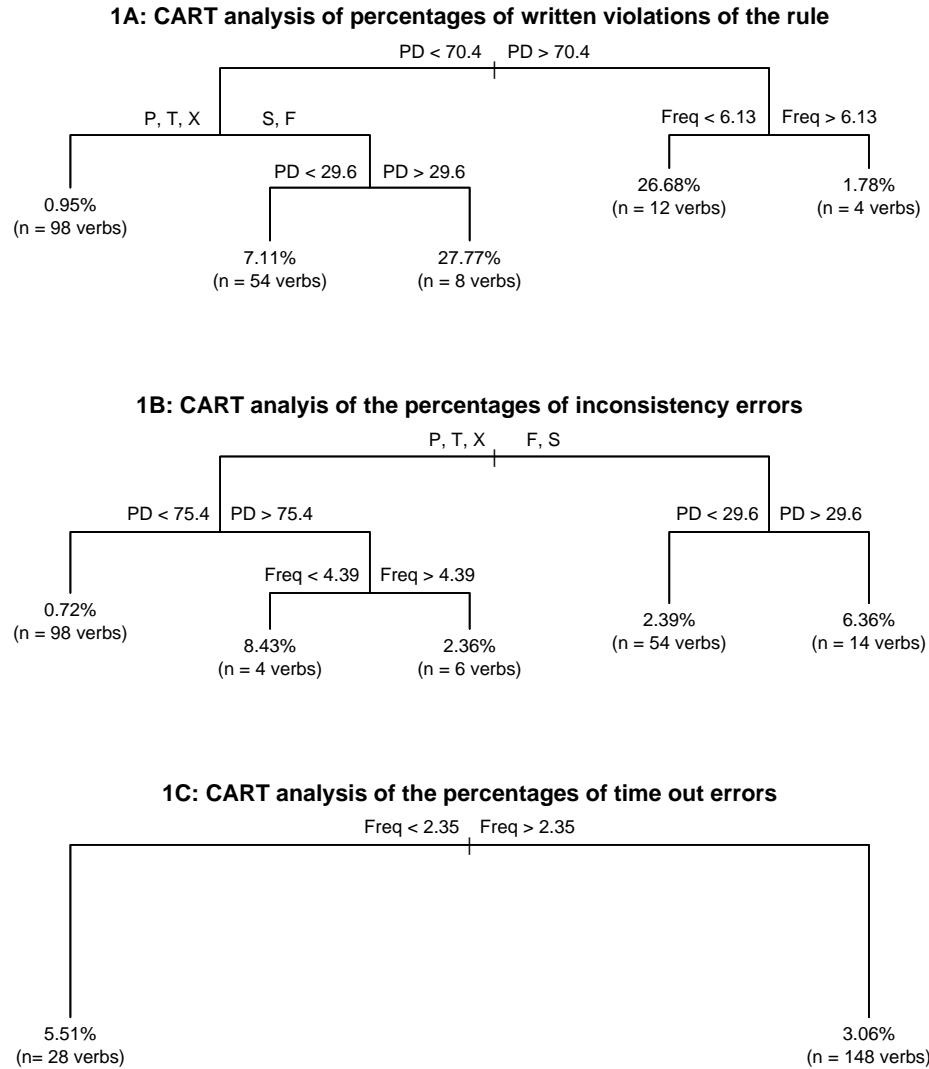 1A: CART analysis of percentages of written violations of the rule
PD < 70.4 PD > 70.4
P, T, X S, F Freq < 6.13 Freq > 6.13
PD < 29.6 PD > 29.6
0.95%
(n = 98 verbs)
26.68%
(n = 12 verbs)
1.78%
(n = 4 verbs)
7.11%
(n = 54 verbs)
27.77%
(n = 8 verbs)
1B: CART analyis of the percentages of inconsistency errors
P, T, X F, S
PD < 75.4 PD > 75.4 PD < 29.6 PD > 29.6
Freq < 4.39 Freq > 4.39
0.72%
(n = 98 verbs)
8.43%
(n = 4 verbs)
2.36%
(n = 6 verbs)
2.39%
(n = 54 verbs)
6.36%
(n = 14 verbs)
1C: CART analysis of the percentages of time out errors
Freq < 2.35 Freq > 2.35
5.51%
(n= 28 verbs)
3.06%
(n = 148 verbs)